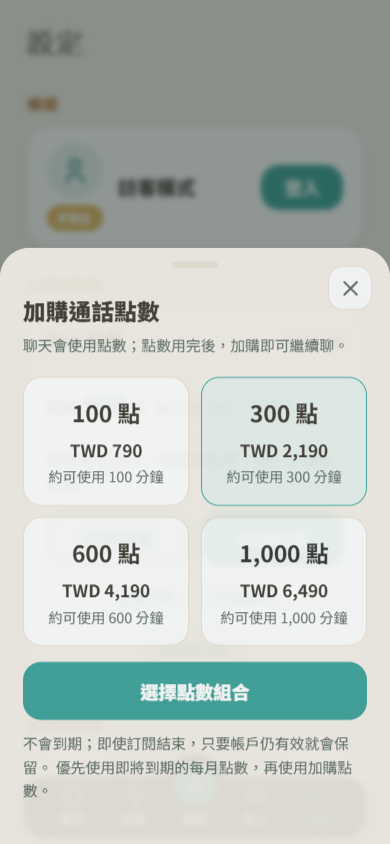 設定
帳號
訪客模式
登入
加購通話點數
聊天會使用點數；點數用完後，加購即可繼續聊。
100 點
TWD 790
約可使用 100 分鐘
300 點
TWD 2,190
約可使用 300 分鐘
600 點
TWD 4,190
約可使用 600 分鐘
1,000 點
TWD 6,490
約可使用 1,000 分鐘
選擇點數組合
不會到期；即使訂閱結束，只要帳戶仍有效就會保
留。 優先使用即將到期的每月點數，再使用加購點
數。